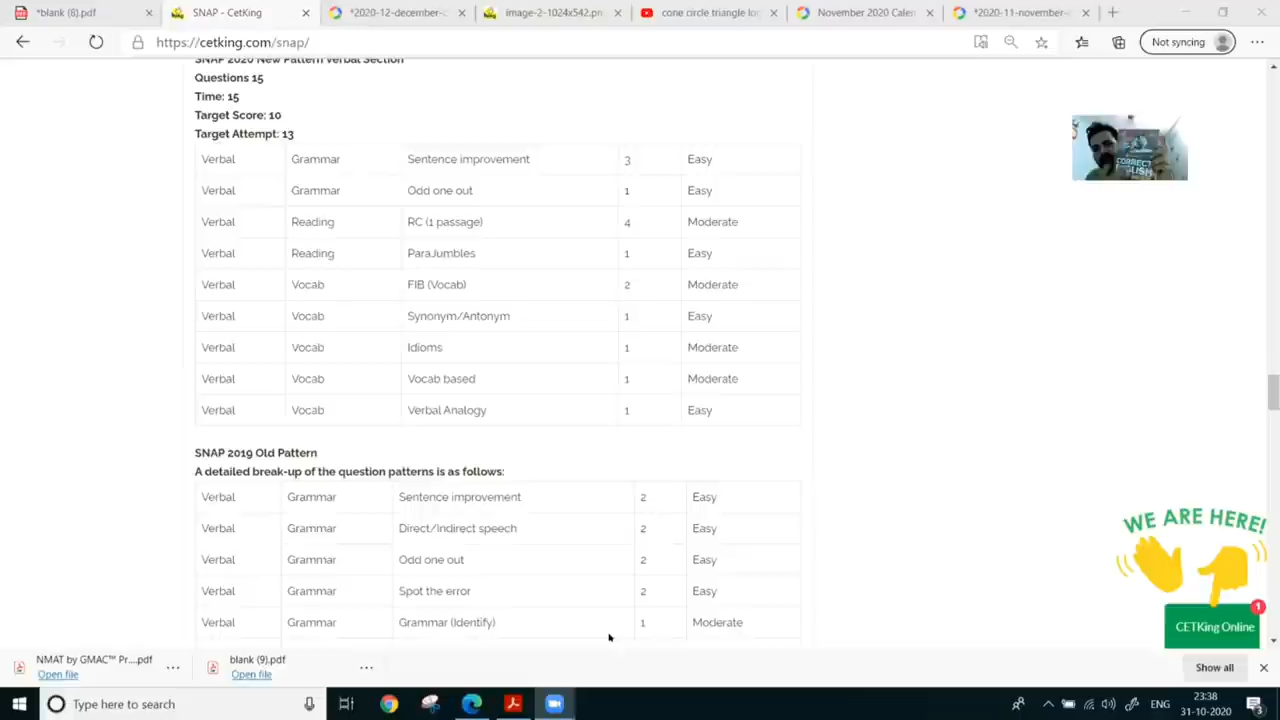 *blank (8).pdf
SNAP - CetKing
*2020-12-december-c
image-2-1024x542.pn
cone circle triangle lo
November 2020 Calen
*2020-11-november-c
https://cetking.com/snap/
Not syncing
SNAP 2020 New Pattern Verbal Section
Questions 15
Time: 15
Target Score: 10
Target Attempt: 13
Verbal Grammar Sentence improvement 3 Easy
Verbal Grammar Odd one out 1 Easy
Verbal Reading RC (1 passage) 4 Moderate
Verbal Reading ParaJumbles 1 Easy
Verbal Vocab FIB (Vocab) 2 Moderate
Verbal Vocab Synonym/Antonym 1 Easy
Verbal Vocab Idioms 1 Moderate
Verbal Vocab Vocab based 1 Moderate
Verbal Vocab Verbal Analogy 1 Easy
CORRECT
ENGLISH
SNAP 2019 Old Pattern
A detailed break-up of the question patterns is as follows:
Verbal Grammar Sentence improvement 2 Easy
Verbal Grammar Direct/Indirect speech 2 Easy
Verbal Grammar Odd one out 2 Easy
Verbal Grammar Spot the error 2 Easy
Verbal Grammar Grammar (Identify) 1 Moderate
WE ARE HERE!
1
CETKing Online
NMAT by GMAC™ Pr....pdf
Open file
blank (9).pdf
Open file
Show all
Type here to search
ENG
23:38
31-10-2020
3